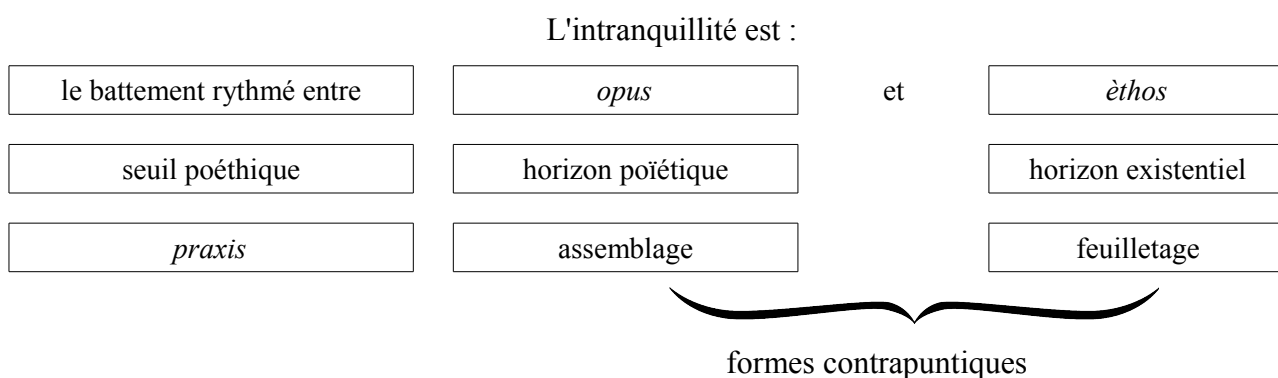 L'intranquillité est :
le battement rythmé entre opus et èthos
seuil poéthique horizon poïétique horizon existentiel
praxis assemblage feuilletage
formes contrapuntiques